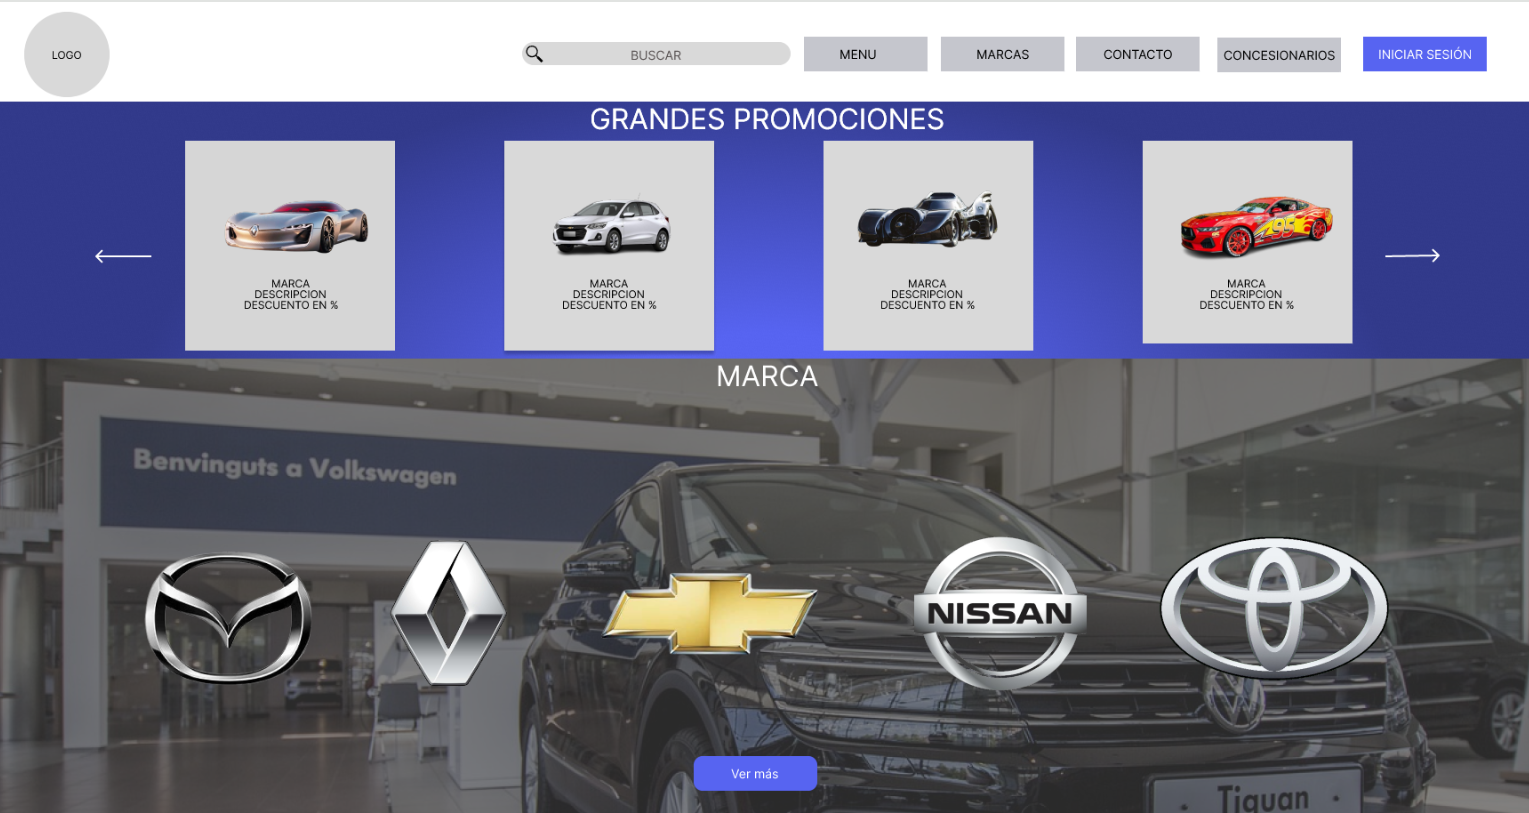 LOGO
BUSCAR
MENU
MARCAS
CONTACTO
CONCESIONARIOS
INICIAR SESIÓN
GRANDES PROMOCIONES
MARCA
DESCRIPCION
DESCUENTO EN %
MARCA
DESCRIPCION
DESCUENTO EN %
MARCA
DESCRIPCION
DESCUENTO EN %
95
MARCA
DESCRIPCION
DESCUENTO EN %
MARCA
Benvinguts a Volkswagen
NISSAN
Ver más
Tiguan